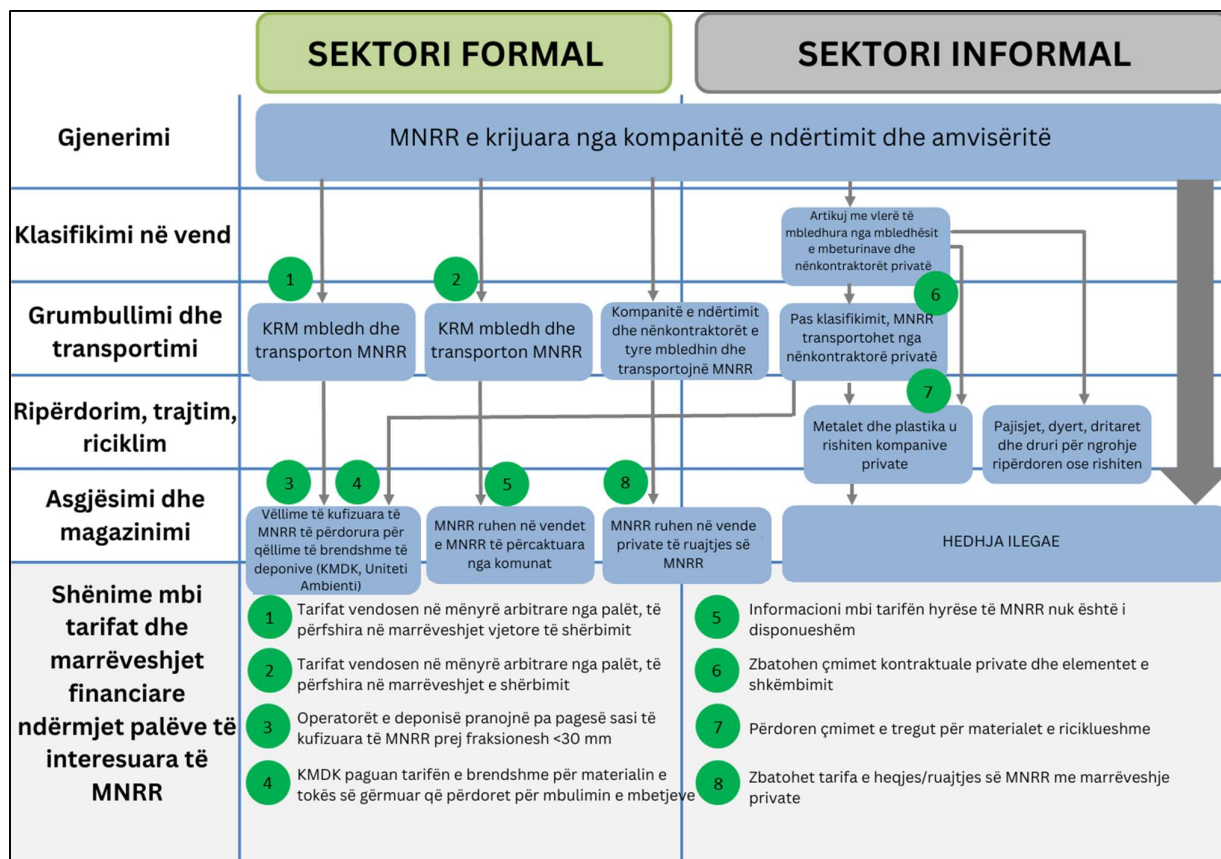 SEKTORI FORMAL
SEKTORI INFORMAL
Gjenerimi
MNRR e krijuara nga kompanitë e ndërtimit dhe amvisëritë
Klasifikimi në vend
Artikuj me vlerë të
mbledhura nga mbledhësit
e mbeturinave dhe
nënkontraktorët privatë
1
2
6
Grumbullimi dhe
transportimi
KRM mbledh dhe
transporton MNRR
KRM mbledh dhe
transporton MNRR
Kompanitë e ndërtimit
dhe nënkontraktorët e
tyre mbledhin dhe
transportojnë MNRR
Pas klasifikimit, MNRR
transportohet nga
nënkontraktorë privatë
7
Ripërdorim, trajtim,
riciklim
Metalet dhe plastika u
rishiten kompanive
private
Pajisjet, dyert, dritaret
dhe druri për ngrohje
ripërdoren ose rishiten
3
4
5
8
Asgjësimi dhe
magazinimi
Vëllime të kufizuara të
MNRR të përdorura për
qëllime të brendshme të
deponive (KMDK, Uniteti
Ambienti)
MNRR ruhen në vendet
e MNRR të përcaktuara
nga komunat
MNRR ruhen në vende
private të ruajtjes së
MNRR
HEDHJA ILEGAE
Shënime mbi
tarifat dhe
marrëveshjet
financiare
ndërmjet palëve të
interesuara të
MNRR
1
Tarifat vendosen në mënyrë arbitrare nga palët, të
përfshira në marrëveshjet vjetore të shërbimit
2
Tarifat vendosen në mënyrë arbitrare nga palët, të
përfshira në marrëveshjet e shërbimit
3
Operatorët e deponisë pranojnë pa pagesë sasi të
kufizuara të MNRR prej fraksionesh <30 mm
4
KMDK paguan tarifën e brendshme për materialin e
tokës së gërmuar që përdoret për mbulimin e mbetjeve
5
Informacioni mbi tarifën hyrëse të MNRR nuk është i
disponueshëm
6
Zbatohen çmimet kontraktuale private dhe elementet e
shkëmbimit
7
Përdoren çmimet e tregut për materialet e riciklueshme
8
Zbatohet tarifa e heqjes/ruajtjes së MNRR me marrëveshje
private